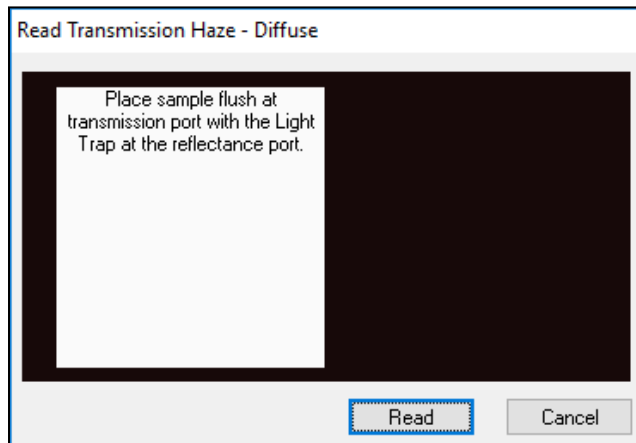 Read Transmission Haze - Diffuse
Place sample flush at
transmission port with the Light
Trap at the reflectance port.
Read
Cancel